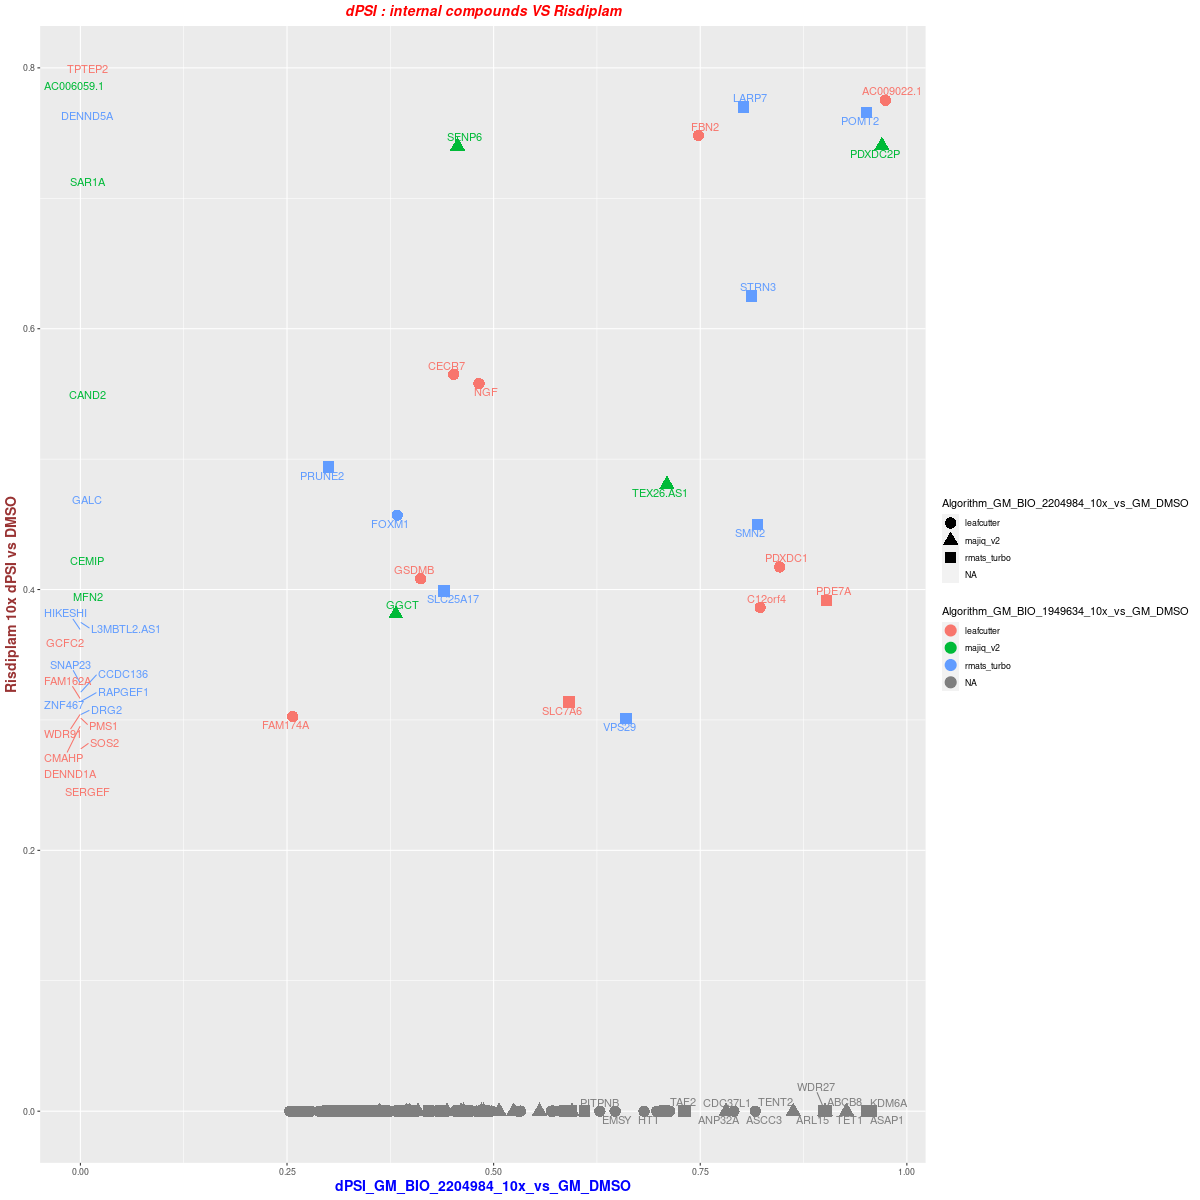 dPSI : internal compounds VS Risdiplam
Risdiplam 10x dPSI vs DMSO
0.8
0.6
0.4
0.2
0.0
TPTEP2
AC006059.1
DENND5A
SAR1A
CAND2
GALC
CEMIP
MFN2
HIKESHI
L3MBTL2.AS1
GCFC2
SNAP23
CCDC136
FAM162A
RAPGEF1
ZNF467
DRG2
PMS1
WDR91
SOS2
CMAHP
DENND1A
SERGEF
LARP7
AC009022.1
POMT2
FBN2
SENP6
PDXDC2P
STRN3
CECR7
NGF
PRUNE2
TEX26.AS1
FOXM1
SMN2
PDXDC1
GSDMB
PDE7A
SLC25A17
C12orf4
GGCT
SLC7A6
FAM174A
VPS29
WDR27
PITPNB
TAF2
CDC37L1
TENT2
ABCB8
KDM6A
EMSY
HTT
ANP32A
ASCC3
ARL15
TET1
ASAP1
0.00
0.25
0.50
0.75
1.00
dPSI_GM_BIO_2204984_10x_vs_GM_DMSO
Algorithm_GM_BIO_2204984_10x_vs_GM_DMSO
leafcutter
majiq_v2
rmats_turbo
NA
Algorithm_GM_BIO_1949634_10x_vs_GM_DMSO
leafcutter
majiq_v2
rmats_turbo
NA